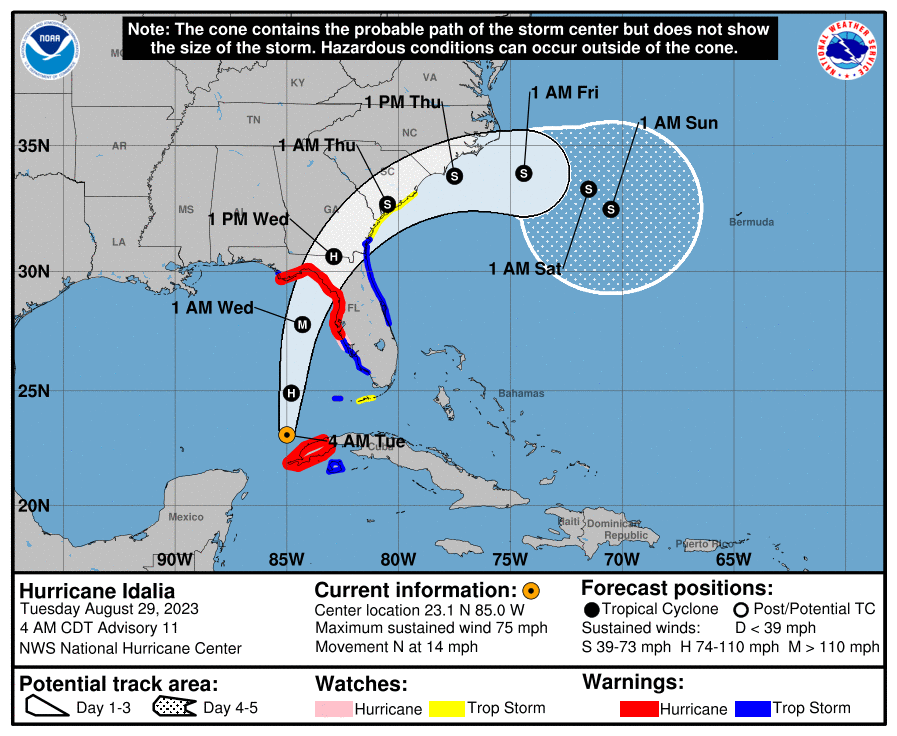 Note: The cone contains the probable path of the storm center but does not show
the size of the storm. Hazardous conditions can occur outside of the cone.
NOAA
NATIONAL WEATHER SERVICE
KY
VA
1 AM Fri
1 PM Thu
TN
NC
1 AM Sun
35N
AR
1 AM Thu
SC
MS
AL
GA
1 PM Wed
Bermuda
LA
30N
1 AM Sat
1 AM Wed
FL
25N
Bahamas
4 AM Tue
Cuba
20N
Mexico
Haiti
Dominican
Republic
Puerto Rico
90W
85W
80W
75W
70W
65W
S
S
S
S
S
H
M
H
Hurricane Idalia
Tuesday August 29, 2023
4 AM CDT Advisory 11
NWS National Hurricane Center
Current information:
Center location 23.1 N 85.0 W
Maximum sustained wind 75 mph
Movement N at 14 mph
Forecast positions:
Tropical Cyclone Post/Potential TC
Sustained winds: D < 39 mph
S 39-73 mph H 74-110 mph M > 110 mph
Potential track area:
Day 1-3 Day 4-5
Watches:
Hurricane Trop Storm
Warnings:
Hurricane Trop Storm